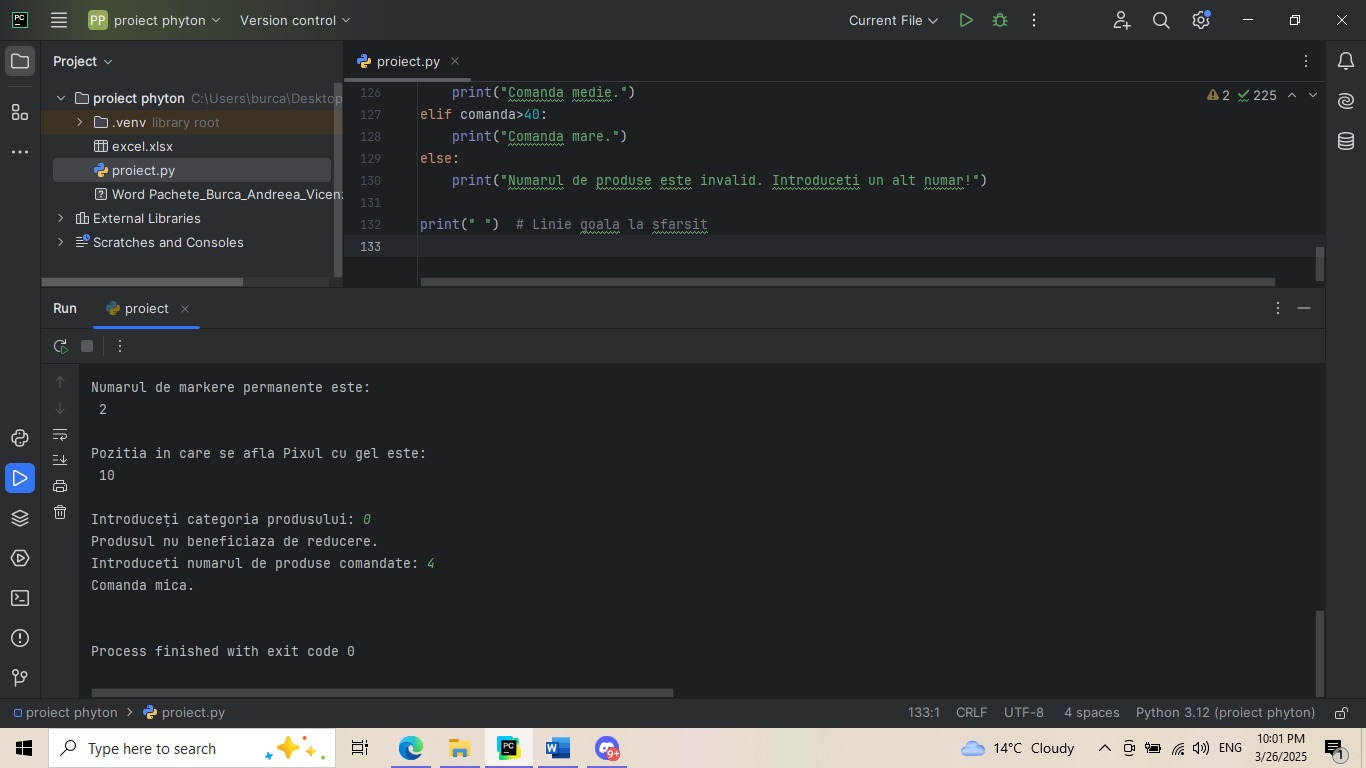 PC
PP proiect phyton
Version control
Current File
Project
proiect.py
proiect phyton C:\Users\burca\Desktop
.venv library root
excel.xlsx
proiect.py
Word Pachete_Burca_Andreea_Vicen
External Libraries
Scratches and Consoles
126 print("Comanda medie.")
127 elif comanda>40:
128 print("Comanda mare.")
129 else:
130 print("Numarul de produse este invalid. Introduceti un alt numar!")
131
132 print(" ") # Linie goala la sfarsit
133
2 225
Run proiect
Numarul de markere permanente este:
2
Pozitia in care se afla Pixul cu gel este:
10
Introduceți categoria produsului: 0
Produsul nu beneficiaza de reducere.
Introduceti numarul de produse comandate: 4
Comanda mica.
Process finished with exit code 0
proiect phyton > proiect.py
133:1 CRLF UTF-8 4 spaces Python 3.12 (proiect phyton)
Type here to search
PC
W
9+
14°C Cloudy
ENG
10:01 PM
3/26/2025
1